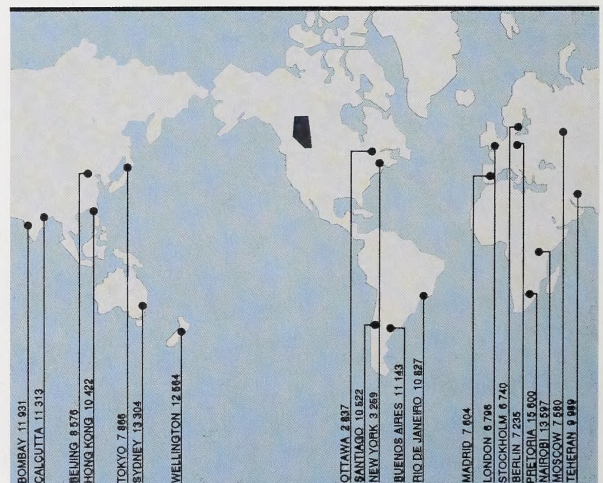 BOMBAY 11 931
CALCUTTA 11 313
BEIJING 8 576
HONG KONG 10 422
TOKYO 7 866
SYDNEY 13 304
WELLINGTON 12 564
OTTAWA 2 837
SANTIAGO 10 522
NEW YORK 3 259
BUENOS AIRES 11 143
RIO DE JANEIRO 10 827
MADRID 7 604
LONDON 6 796
STOCKHOLM 6 740
BERLIN 7 235
PRETORIA 15 500
NAIROBI 13 597
MOSCOW 7 580
TEHERAN 9 989